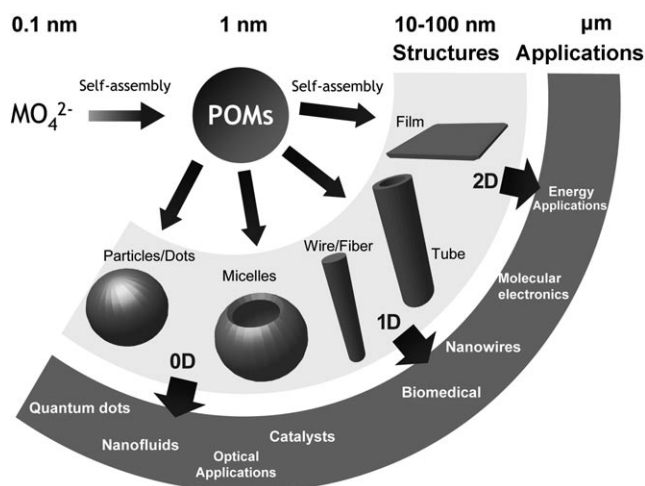 0.1 nm
1 nm
10-100 nm
Structures
µm
Applications
MO₄²⁻
Self-assembly
POMs
Self-assembly
Film
2D
Energy
Applications
Particles/Dots
Micelles
Wire/Fiber
Tube
Molecular
electronics
0D
1D
Nanowires
Biomedical
Quantum dots
Nanofluids
Optical
Applications
Catalysts